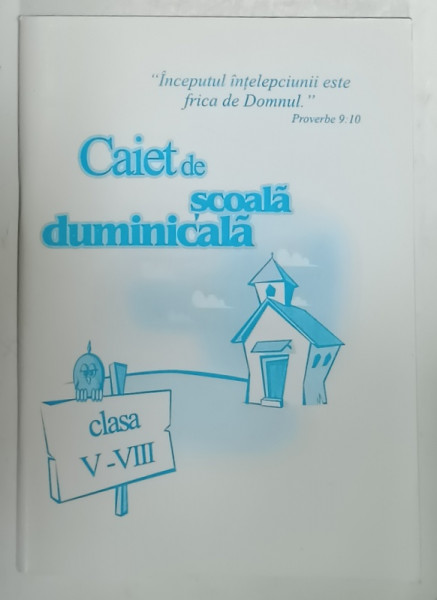 “Începutul înțelepciunii este
frica de Domnul.”
Proverbe 9:10
Caiet de
școală
duminicală
clasa
V-VIII